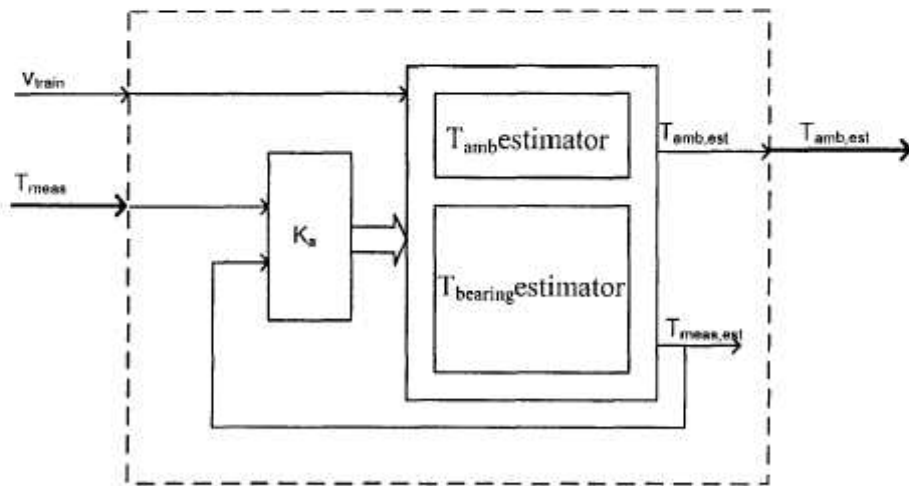 V_train
T_amb estimator
T_amb,est
T_amb,est
T_meas
K_a
T_bearing estimator
T_meas,est